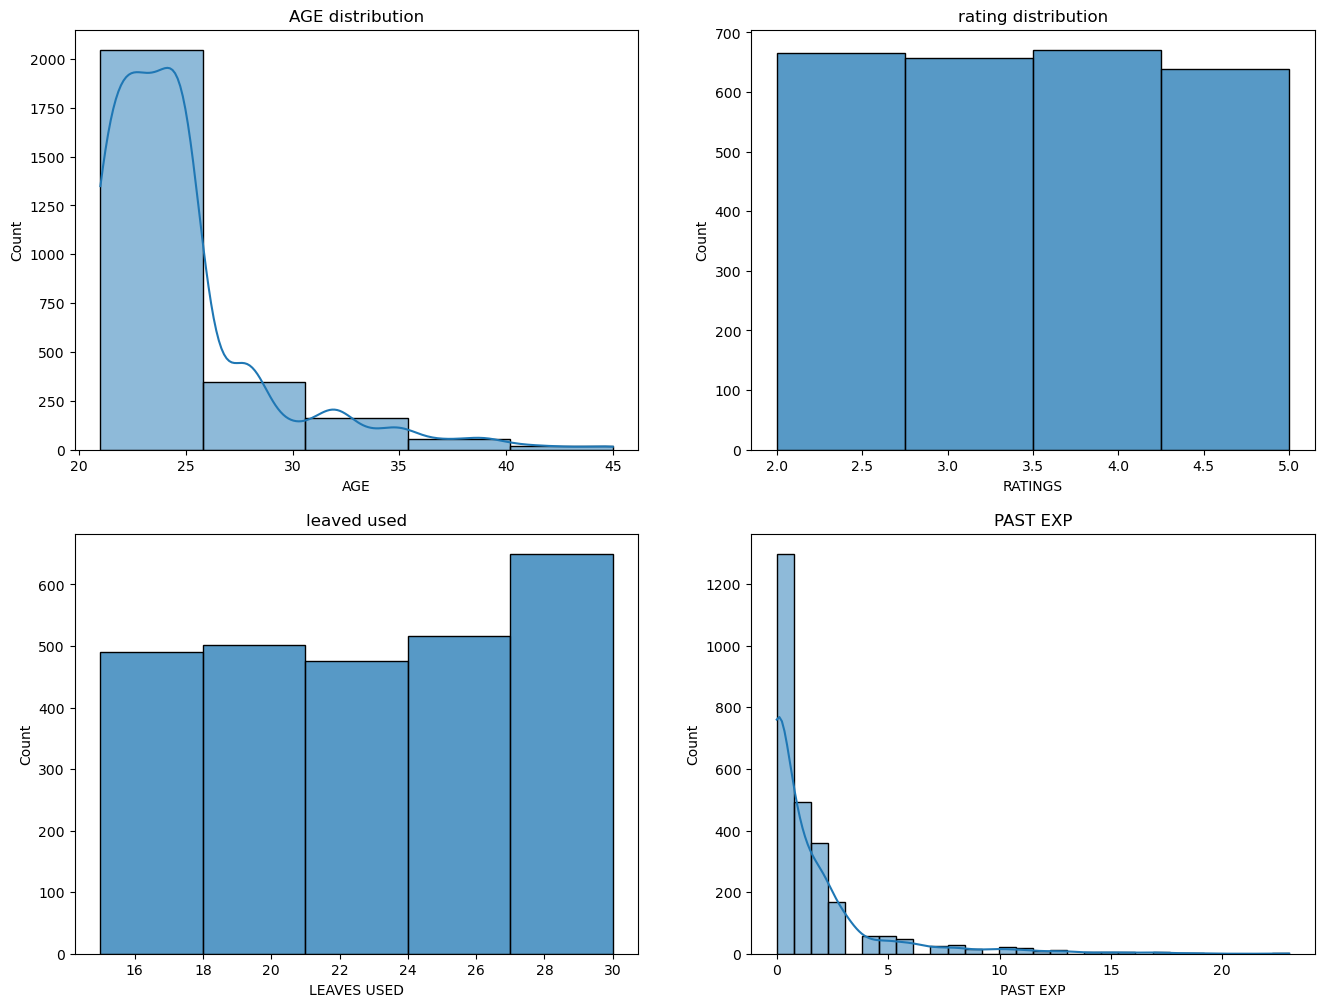 AGE distribution
2000
1750
1500
1250
1000
750
500
250
0
Count
20 25 30 35 40 45
AGE
rating distribution
700
600
500
400
300
200
100
0
Count
2.0 2.5 3.0 3.5 4.0 4.5 5.0
RATINGS
leaved used
600
500
400
300
200
100
0
Count
16 18 20 22 24 26 28 30
LEAVES USED
PAST EXP
1200
1000
800
600
400
200
0
Count
0 5 10 15 20
PAST EXP